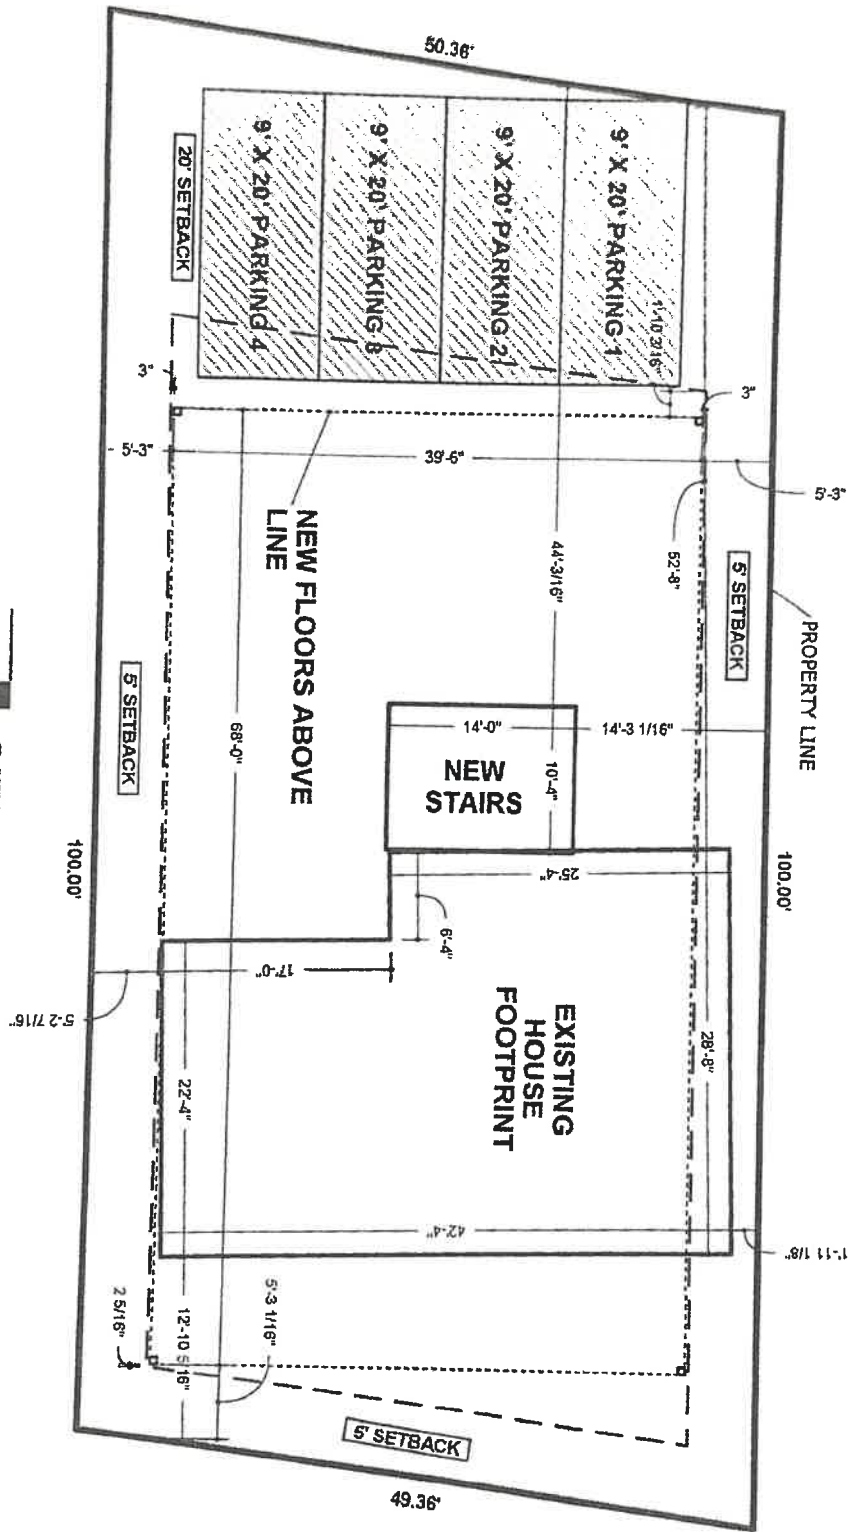 50.36'
9' X 20' PARKING 1
9' X 20' PARKING 2
9' X 20' PARKING 3
9' X 20' PARKING 4
20' SETBACK
1'-10 3/16"
3"
3"
5'-3"
39'-9"
5'-3"
NEW FLOORS ABOVE
LINE
44'-3/16"
52'-8"
5' SETBACK
PROPERTY LINE
5' SETBACK
68'-0"
14'-0"
14'-3 1/16"
NEW
STAIRS
10'-4"
100.00'
100.00'
25'-4"
6'-4"
17'-0"
5'-2 7/16"
EXISTING
HOUSE
FOOTPRINT
28'-8"
22'-4"
42'-4"
1'-11 1/8"
5'-3 1/16"
2 5/16"
12'-10 5/16"
5' SETBACK
49.36'